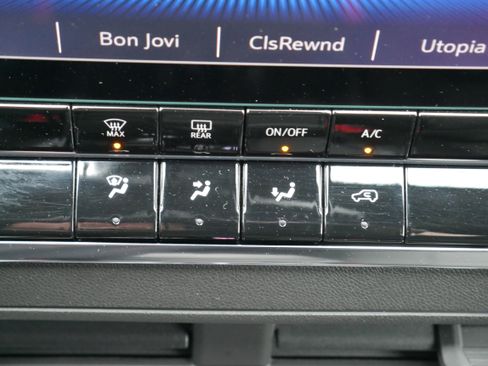 Bon Jovi ClsRewnd Utopia
MAX REAR ON/OFF A/C